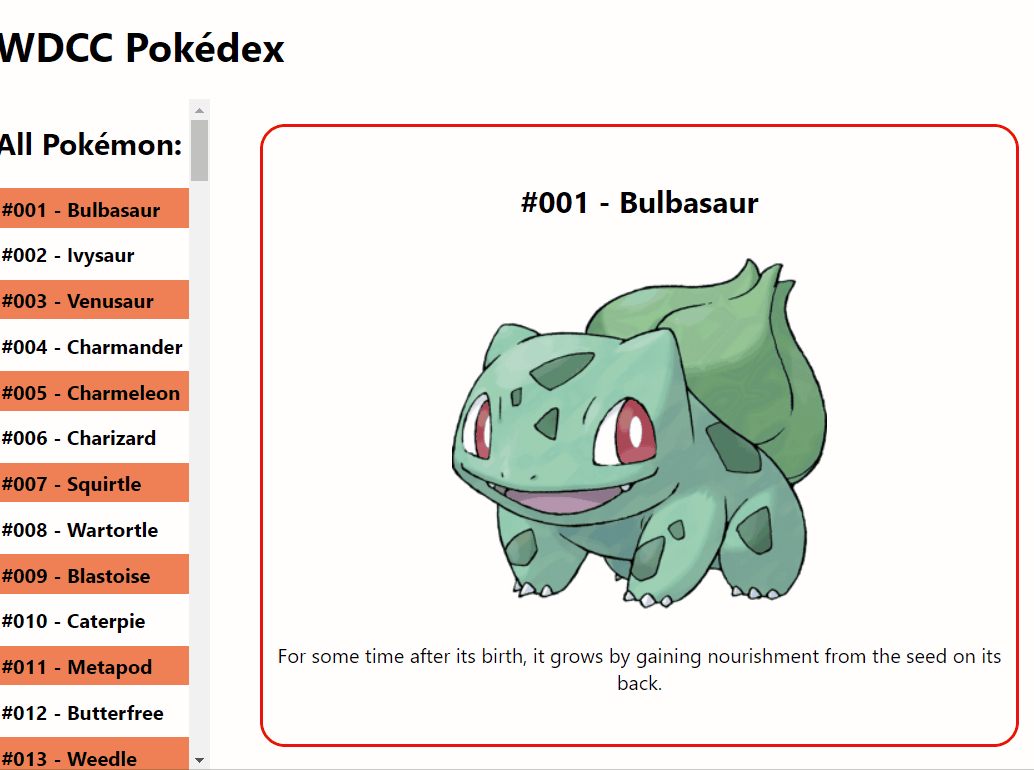 WDCC Pokédex
All Pokémon:
#001 - Bulbasaur
#002 - Ivysaur
#003 - Venusaur
#004 - Charmander
#005 - Charmeleon
#006 - Charizard
#007 - Squirtle
#008 - Wartortle
#009 - Blastoise
#010 - Caterpie
#011 - Metapod
#012 - Butterfree
#013 - Weedle
#001 - Bulbasaur
For some time after its birth, it grows by gaining nourishment from the seed on its
back.